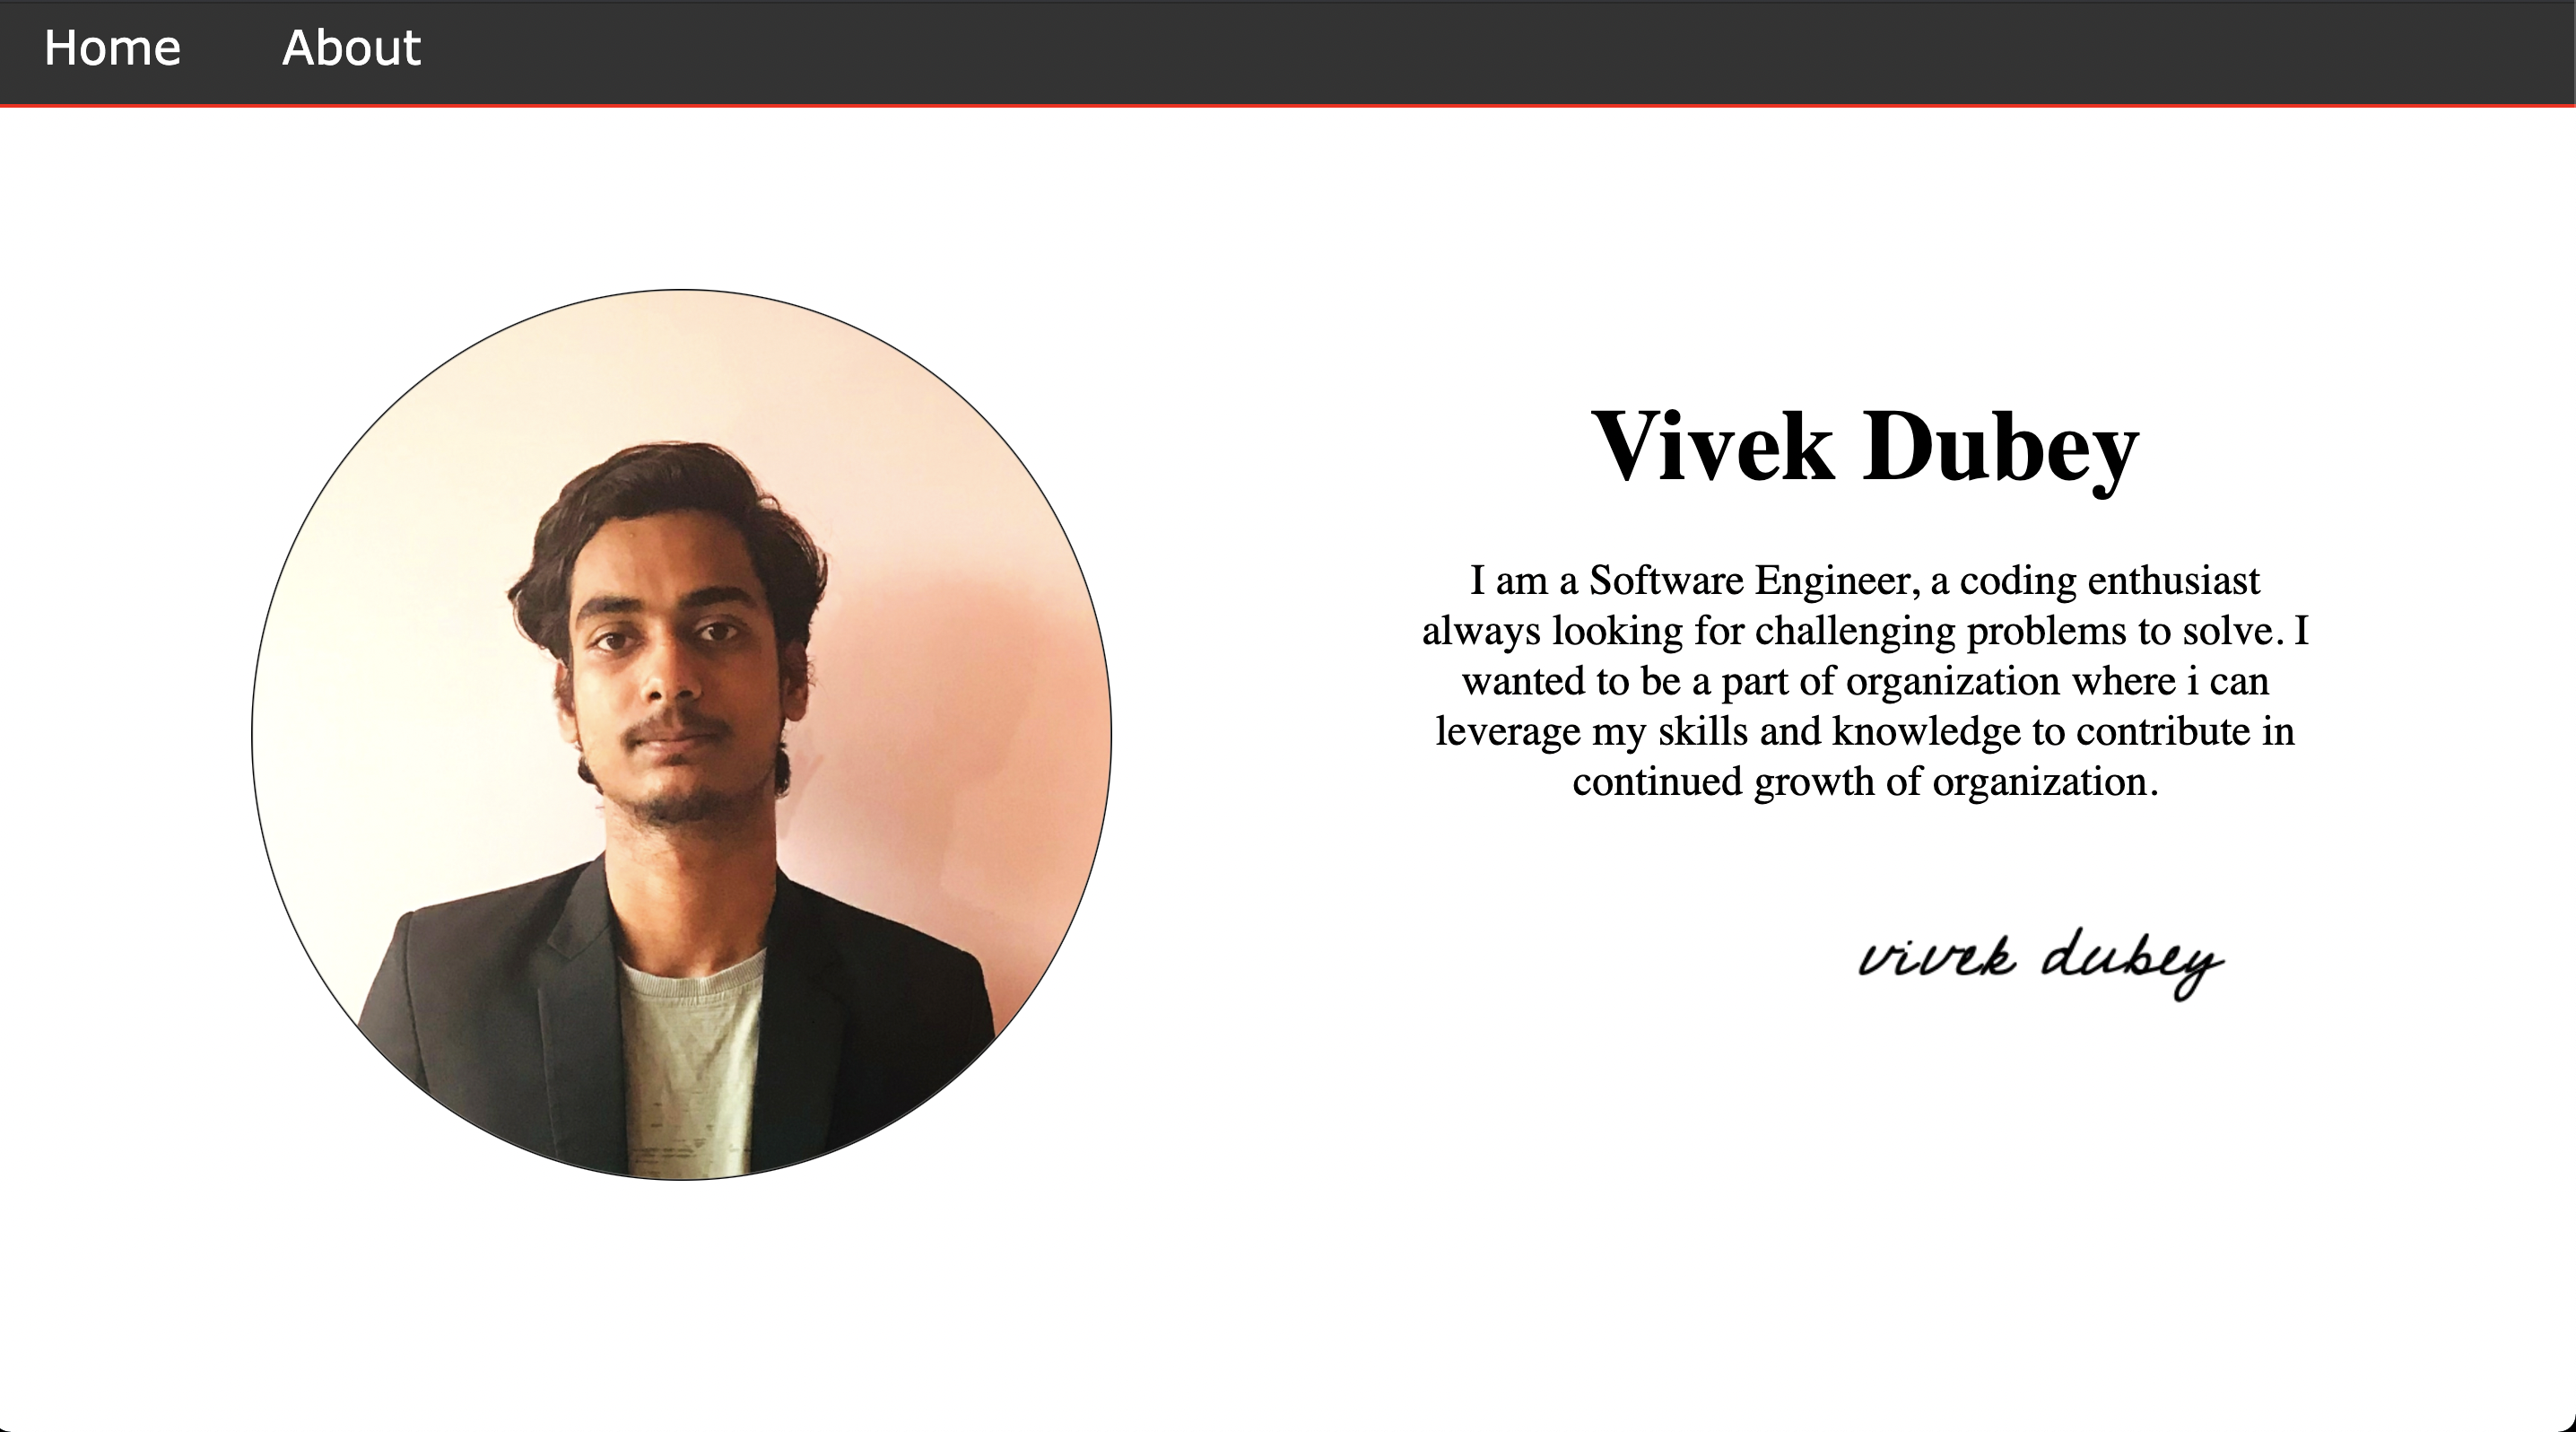 Home About
Vivek Dubey
I am a Software Engineer, a coding enthusiast
always looking for challenging problems to solve. I
wanted to be a part of organization where i can
leverage my skills and knowledge to contribute in
continued growth of organization.
vivek dubey